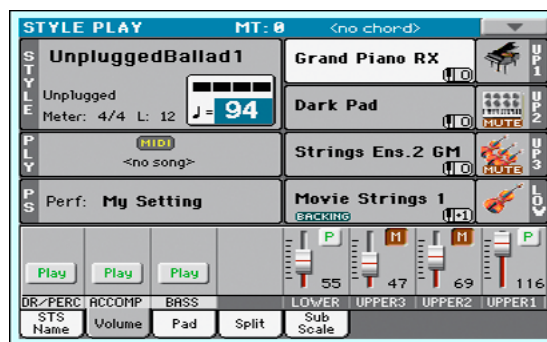 STYLE PLAY MT: 0 <no chord>
STYLE
UnpluggedBallad1
Unplugged
Meter: 4/4 L: 12 ♩= 94
Grand Piano RX
0
UP1
Dark Pad
0
MUTE
UP2
PLY
MIDI
<no song>
Strings Ens.2 GM
0
MUTE
UP3
PS
Perf: My Setting
Movie Strings 1
BACKING
+1
LOW
P M M P
Play Play Play
55 47 69 116
DR/PERC ACCOMP BASS LOWER UPPER3 UPPER2 UPPER1
STS Name Volume Pad Split Sub Scale